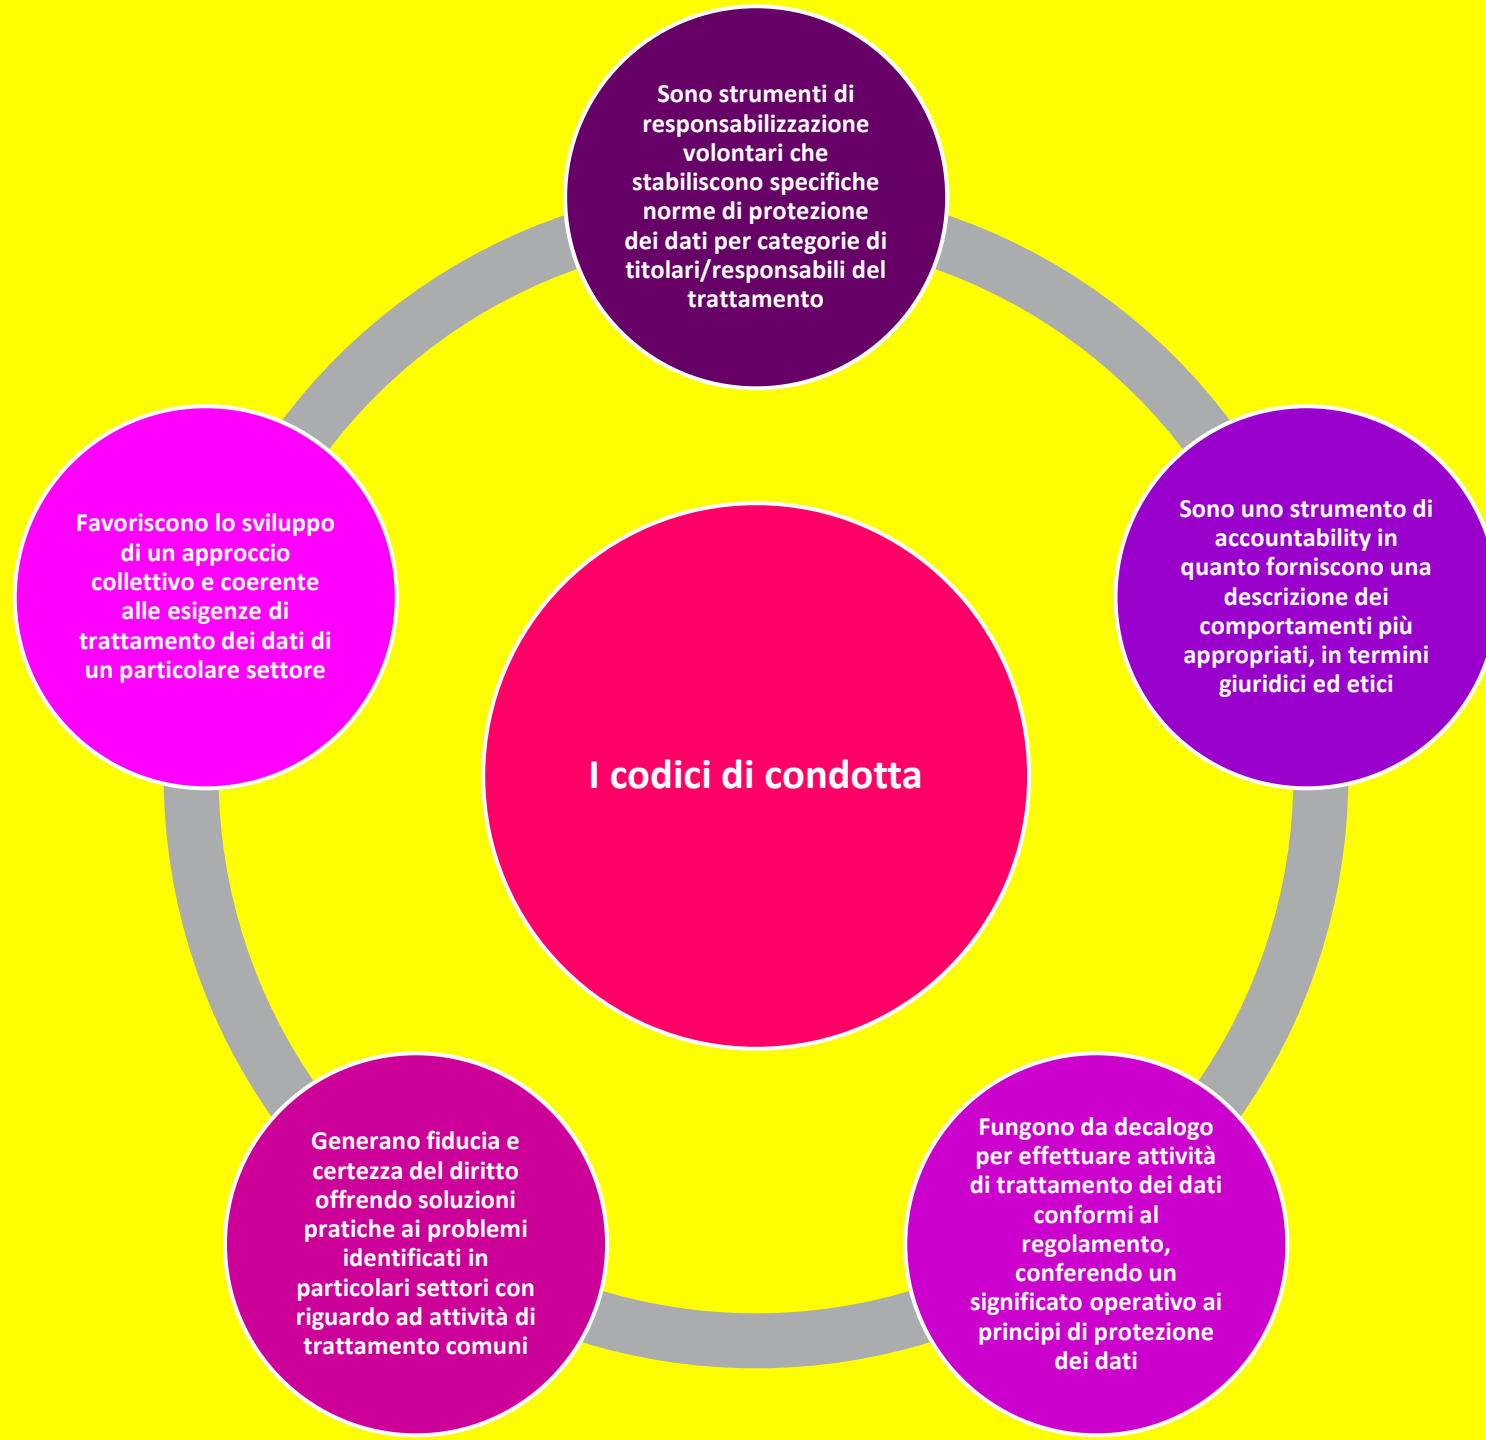 Sono strumenti di
responsabilizzazione
volontari che
stabiliscono specifiche
norme di protezione
dei dati per categorie di
titolari/responsabili del
trattamento
Sono uno strumento di
accountability in
quanto forniscono una
descrizione dei
comportamenti più
appropriati, in termini
giuridici ed etici
Fungono da decalogo
per effettuare attività
di trattamento dei dati
conformi al
regolamento,
conferendo un
significato operativo ai
principi di protezione
dei dati
Generano fiducia e
certezza del diritto
offrendo soluzioni
pratiche ai problemi
identificati in
particolari settori con
riguardo ad attività di
trattamento comuni
Favoriscono lo sviluppo
di un approccio
collettivo e coerente
alle esigenze di
trattamento dei dati di
un particolare settore
I codici di condotta